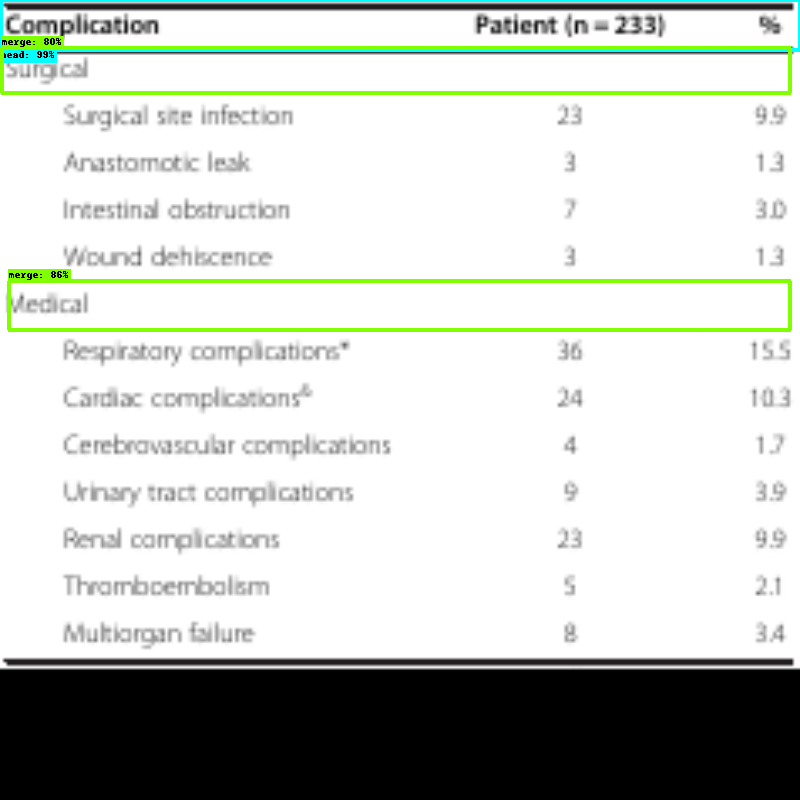 Complication Patient (n = 233) %
merge: 80%
head: 99%
Surgical
Surgical site infection 23 9.9
Anastomotic leak 3 1.3
Intestinal obstruction 7 3.0
Wound dehiscence 3 1.3
merge: 86%
Medical
Respiratory complications* 36 15.5
Cardiac complications& 24 10.3
Cerebrovascular complications 4 1.7
Urinary tract complications 9 3.9
Renal complications 23 9.9
Thromboembolism 5 2.1
Multiorgan failure 8 3.4